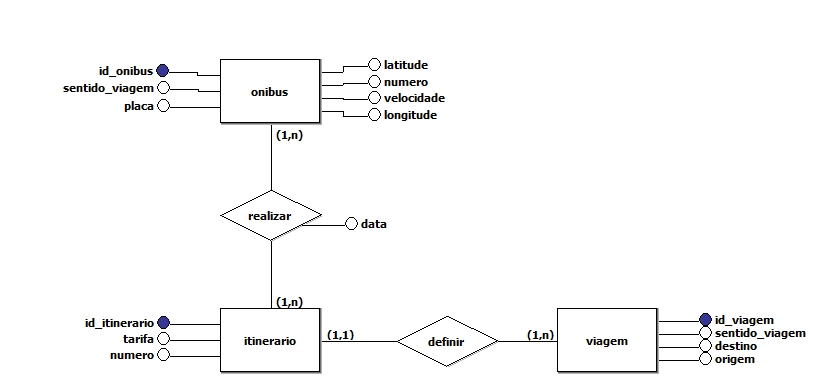 id_onibus
sentido_viagem
placa
onibus
latitude
numero
velocidade
longitude
(1,n)
realizar
data
(1,n)
id_itinerario
tarifa
numero
itinerario
(1,1)
definir
(1,n)
viagem
id_viagem
sentido_viagem
destino
origem